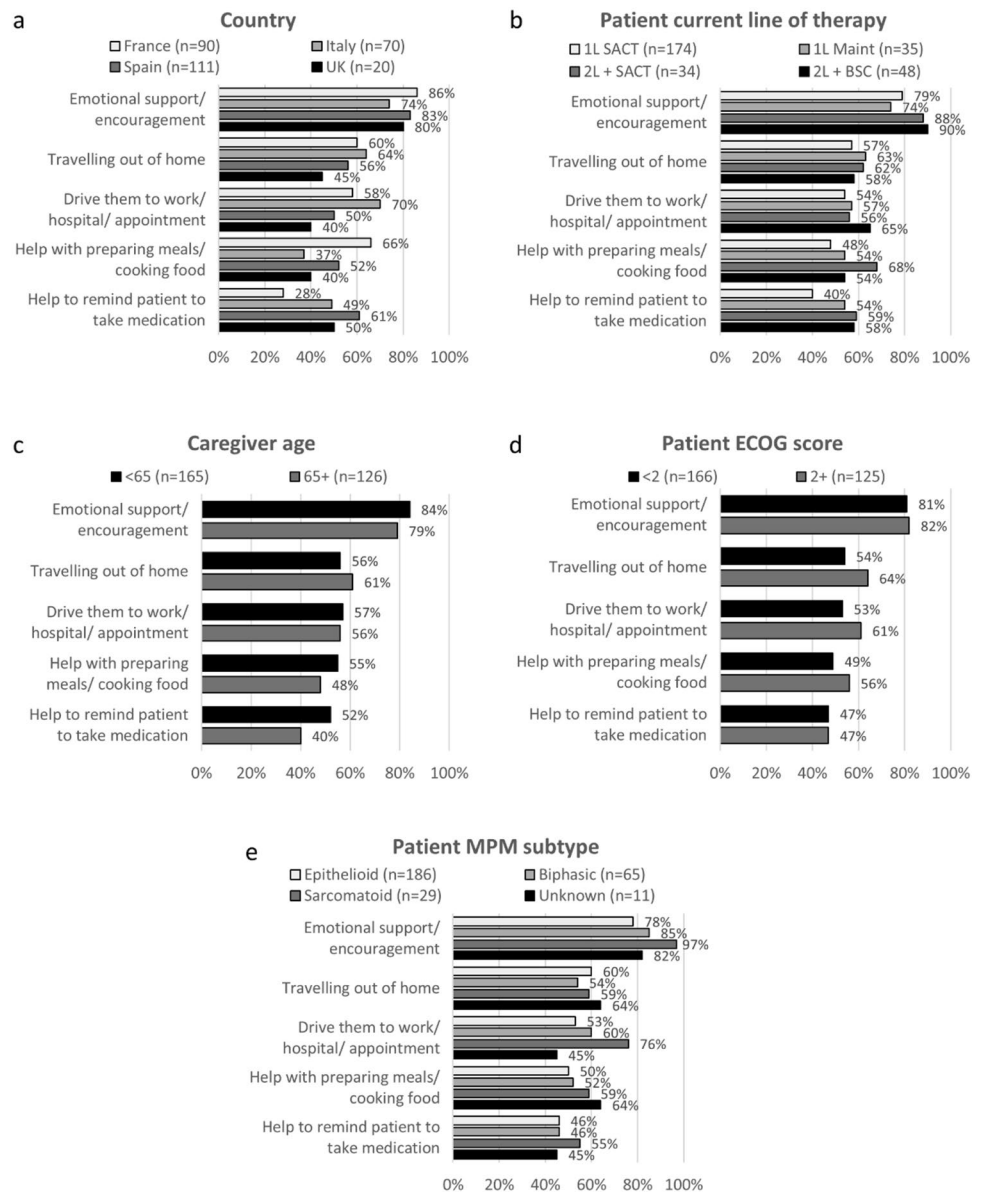 a
Country
France (n=90)
Italy (n=70)
Spain (n=111)
UK (n=20)
Emotional support/
encouragement
86%
74%
83%
80%
Travelling out of home
60%
64%
56%
45%
Drive them to work/
hospital/ appointment
58%
70%
50%
40%
Help with preparing meals/
cooking food
66%
37%
52%
40%
Help to remind patient to
take medication
28%
49%
61%
50%
0% 20% 40% 60% 80% 100%
b
Patient current line of therapy
1L SACT (n=174)
1L Maint (n=35)
2L + SACT (n=34)
2L + BSC (n=48)
Emotional support/
encouragement
79%
74%
88%
90%
Travelling out of home
57%
63%
62%
58%
Drive them to work/
hospital/ appointment
54%
57%
56%
65%
Help with preparing meals/
cooking food
48%
54%
68%
54%
Help to remind patient to
take medication
40%
54%
59%
58%
0% 20% 40% 60% 80% 100%
c
Caregiver age
<65 (n=165)
65+ (n=126)
Emotional support/
encouragement
84%
79%
Travelling out of home
56%
61%
Drive them to work/
hospital/ appointment
57%
56%
Help with preparing
meals/ cooking food
55%
48%
Help to remind patient
to take medication
52%
40%
0% 20% 40% 60% 80% 100%
d
Patient ECOG score
<2 (n=166)
2+ (n=125)
Emotional support/
encouragement
81%
82%
Travelling out of home
54%
64%
Drive them to work/
hospital/ appointment
53%
61%
Help with preparing meals/
cooking food
49%
56%
Help to remind patient to
take medication
47%
47%
0% 20% 40% 60% 80% 100%
e
Patient MPM subtype
Epithelioid (n=186)
Biphasic (n=65)
Sarcomatoid (n=29)
Unknown (n=11)
Emotional support/
encouragement
78%
85%
97%
82%
Travelling out of home
60%
54%
59%
64%
Drive them to work/
hospital/ appointment
53%
60%
76%
45%
Help with preparing meals/
cooking food
50%
52%
59%
64%
Help to remind patient to
take medication
46%
46%
55%
45%
0% 20% 40% 60% 80% 100%